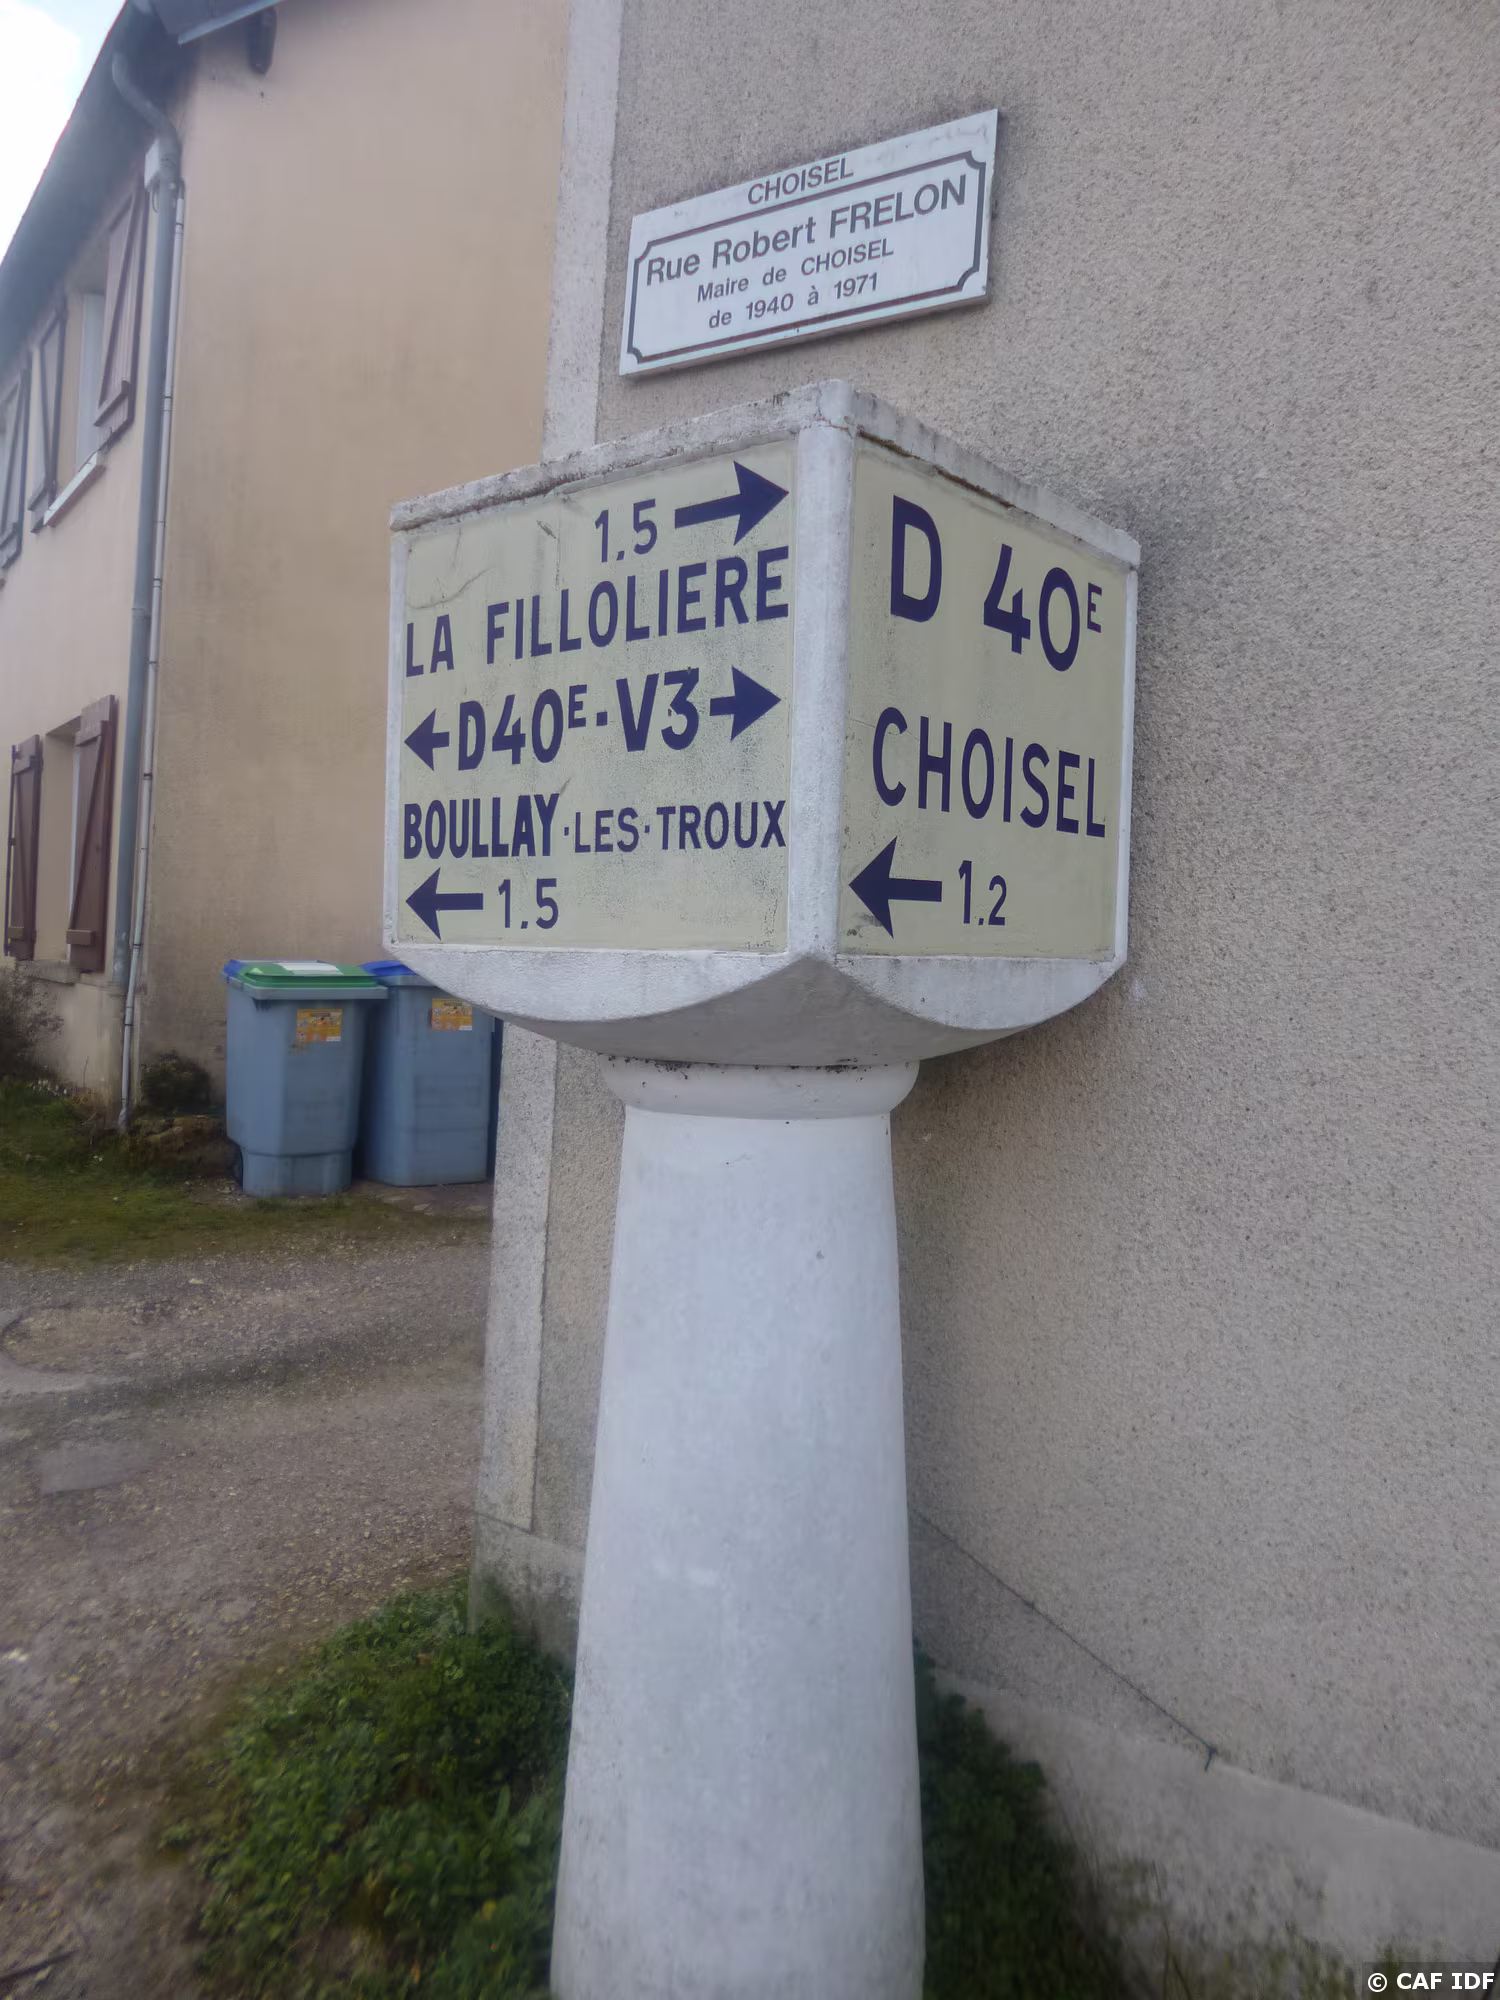 CHOISEL
Rue Robert FRELON
Maire de CHOISEL
de 1940 à 1971
1.5
LA FILLOLIERE
D40E·V3
BOULLAY·LES·TROUX
1.5
D 40E
CHOISEL
1.2
© CAF IDF